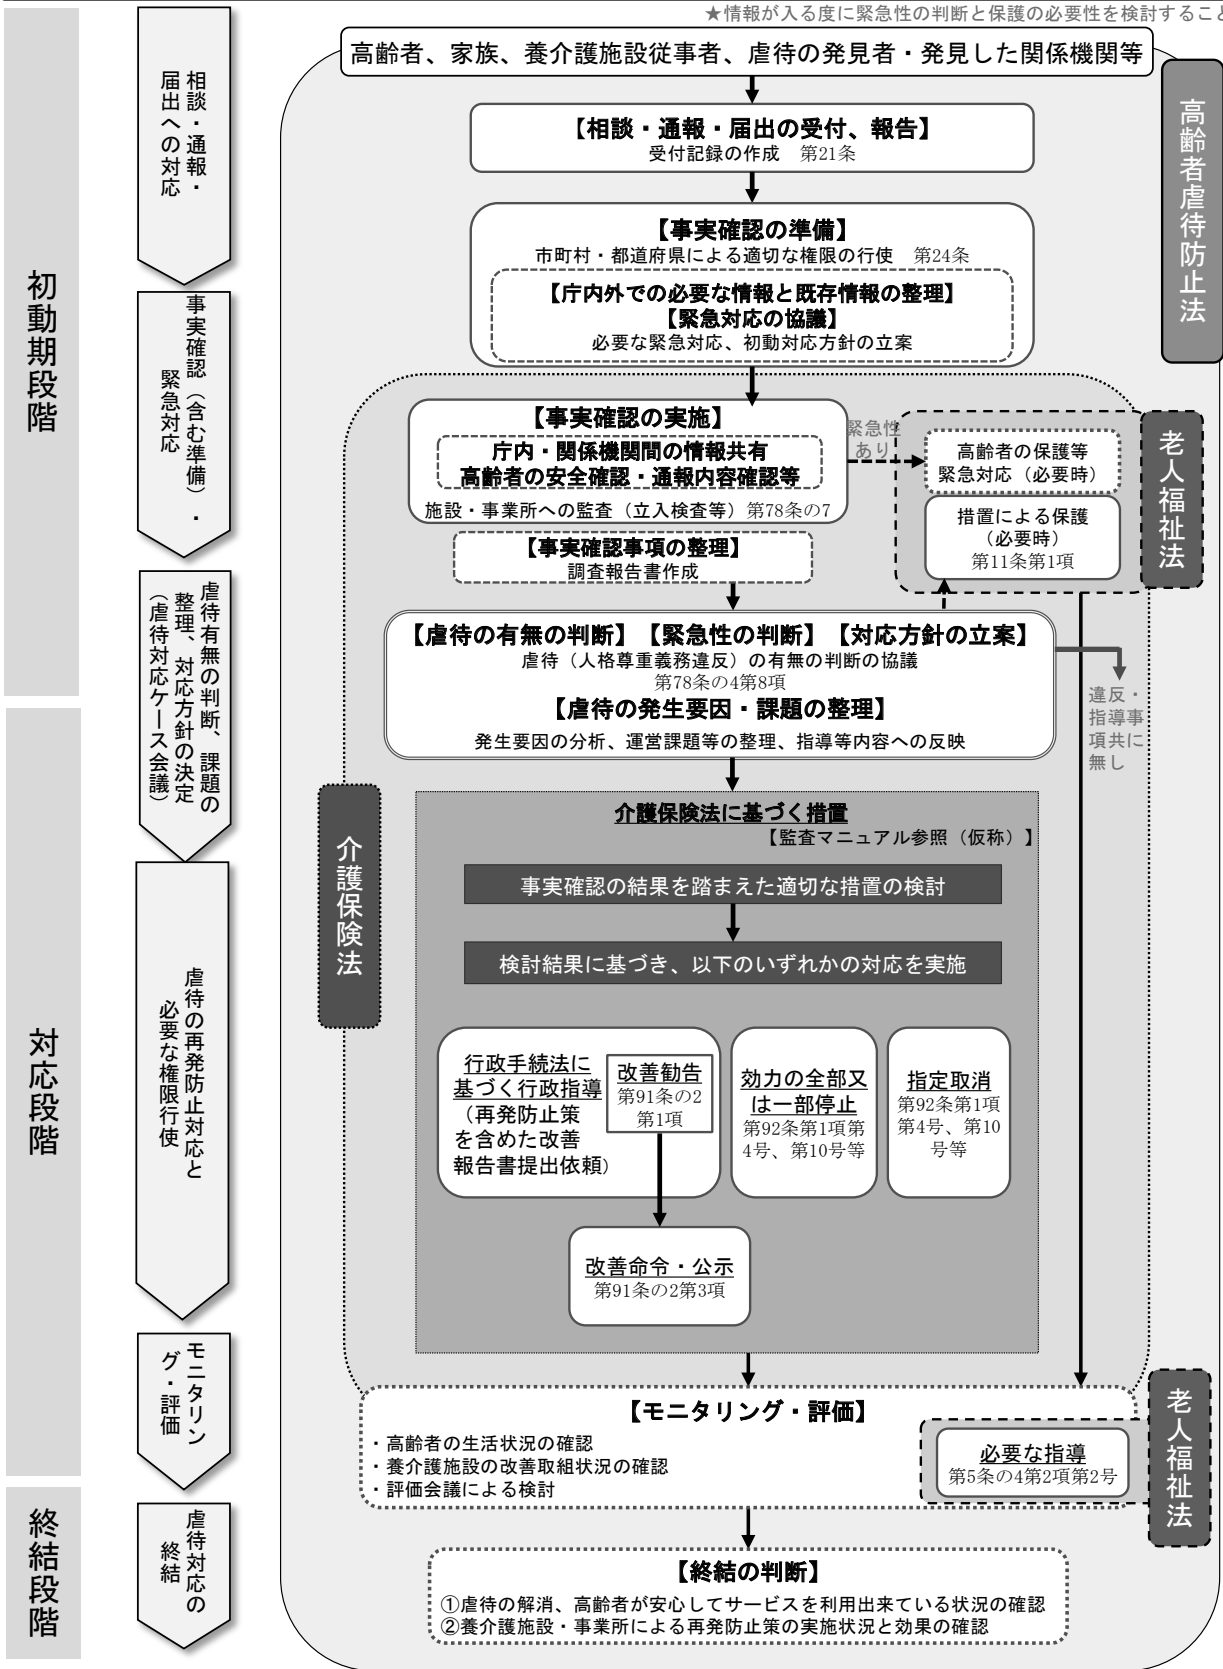 ★情報が入る度に緊急性の判断と保護の必要性を検討すること
初動期段階
対応段階
終結段階
相談・通報・
届出への対応
事実確認（含む準備）・
緊急対応
虐待有無の判断、課題の
整理、対応方針の決定
（虐待対応ケース会議）
虐待の再発防止対応と
必要な権限行使
モニタリン
グ・評価
虐待対応の
終結
高齢者、家族、養介護施設従事者、虐待の発見者・発見した関係機関等
高齢者虐待防止法
【相談・通報・届出の受付、報告】
受付記録の作成　第21条
【事実確認の準備】
市町村・都道府県による適切な権限の行使　第24条
【庁内外での必要な情報と既存情報の整理】
【緊急対応の協議】
必要な緊急対応、初動対応方針の立案
【事実確認の実施】
庁内・関係機関間の情報共有
高齢者の安全確認・通報内容確認等
施設・事業所への監査（立入検査等）第78条の7
緊急性
あり
高齢者の保護等
緊急対応（必要時）
措置による保護
（必要時）
第11条第1項
老人福祉法
【事実確認事項の整理】
調査報告書作成
【虐待の有無の判断】【緊急性の判断】【対応方針の立案】
虐待（人格尊重義務違反）の有無の判断の協議
第78条の4第8項
【虐待の発生要因・課題の整理】
発生要因の分析、運営課題等の整理、指導等内容への反映
違反・
指導事
項共に
無し
介護保険法
介護保険法に基づく措置
【監査マニュアル参照（仮称）】
事実確認の結果を踏まえた適切な措置の検討
検討結果に基づき、以下のいずれかの対応を実施
行政手続法に
基づく行政指導
（再発防止策
を含めた改善
報告書提出依頼）
改善勧告
第91条の2
第1項
効力の全部又
は一部停止
第92条第1項第
4号、第10号等
指定取消
第92条第1項
第4号、第10
号等
改善命令・公示
第91条の2第3項
【モニタリング・評価】
・高齢者の生活状況の確認
・養介護施設の改善取組状況の確認
・評価会議による検討
必要な指導
第5条の4第2項第2号
老人福祉法
【終結の判断】
①虐待の解消、高齢者が安心してサービスを利用出来ている状況の確認
②養介護施設・事業所による再発防止策の実施状況と効果の確認